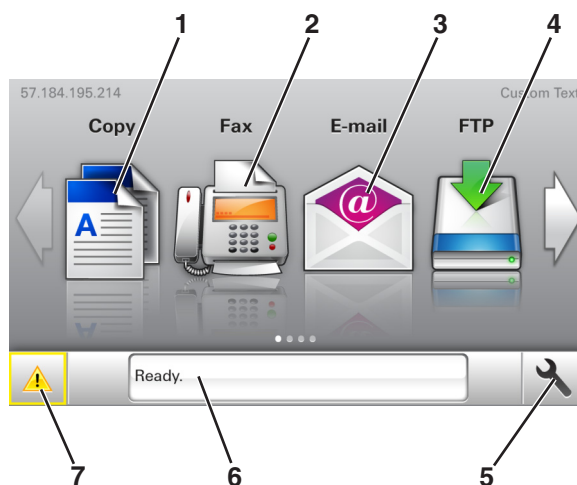 1 2 3 4
57.184.195.214 Custom Text
Copy Fax E-mail FTP
A @
Ready.
7 6 5